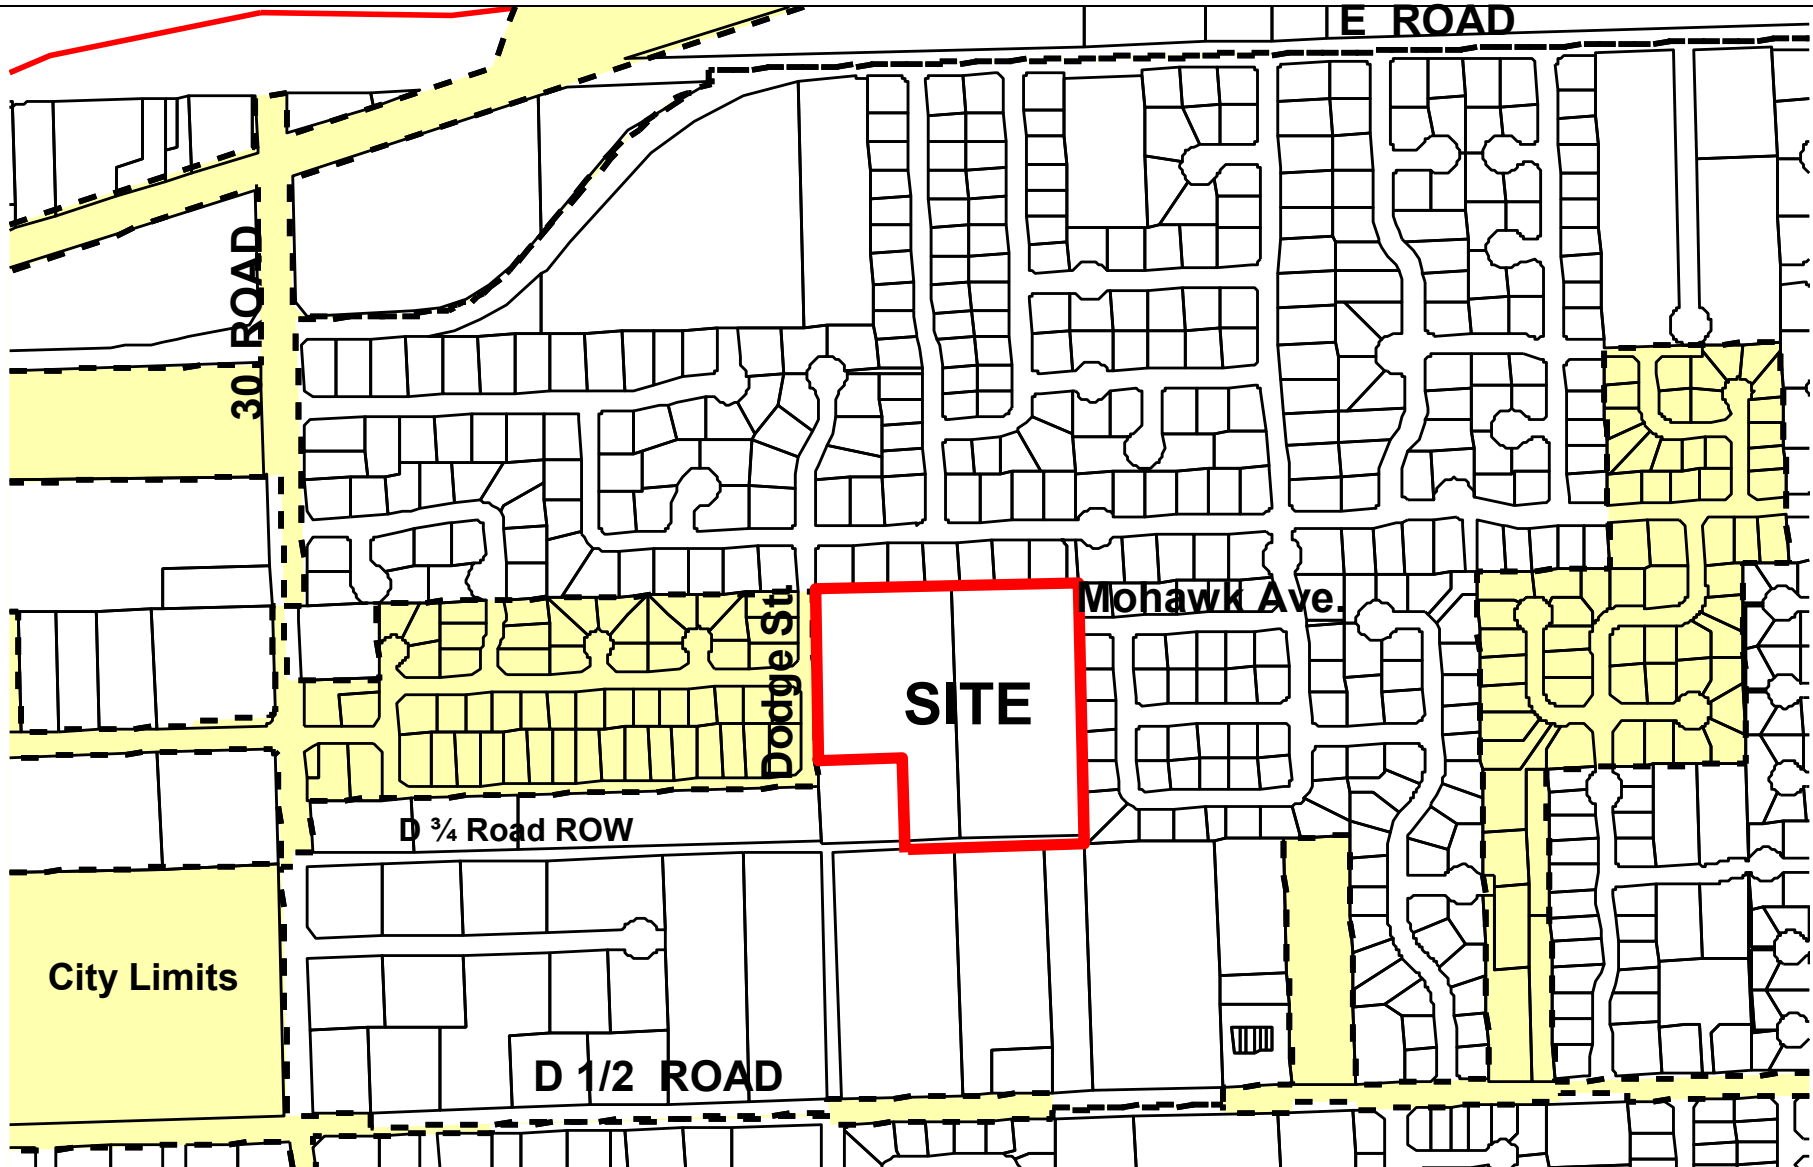 E ROAD
30 ROAD
Mohawk Ave.
Dodge St.
SITE
D ¾ Road ROW
City Limits
D 1/2 ROAD